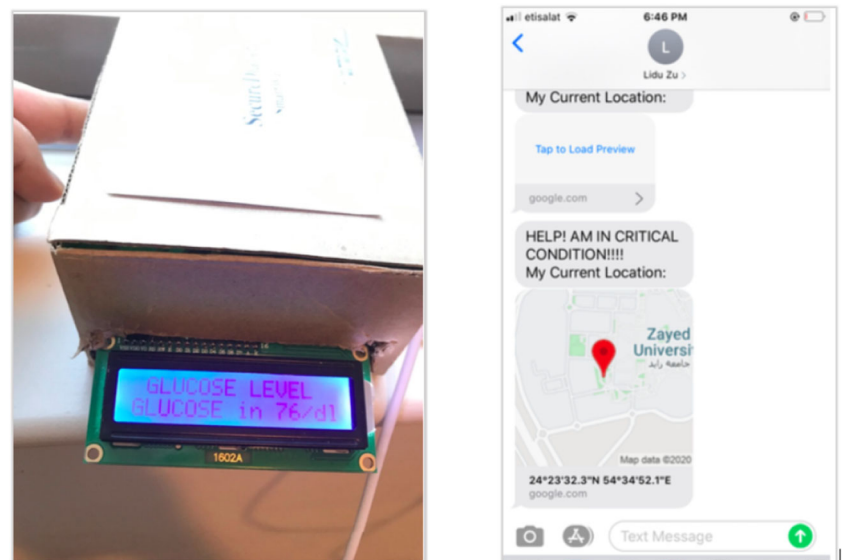 GLUCOSE LEVEL
GLUCOSE in 76/dl
1602A
etisalat
6:46 PM
L
Lidu Zu
My Current Location:
Tap to Load Preview
google.com
HELP! AM IN CRITICAL
CONDITION!!!!
My Current Location:
Zayed
Universi
جامعة زايد
Map data ©2020
24°23'32.3"N 54°34'52.1"E
google.com
Text Message